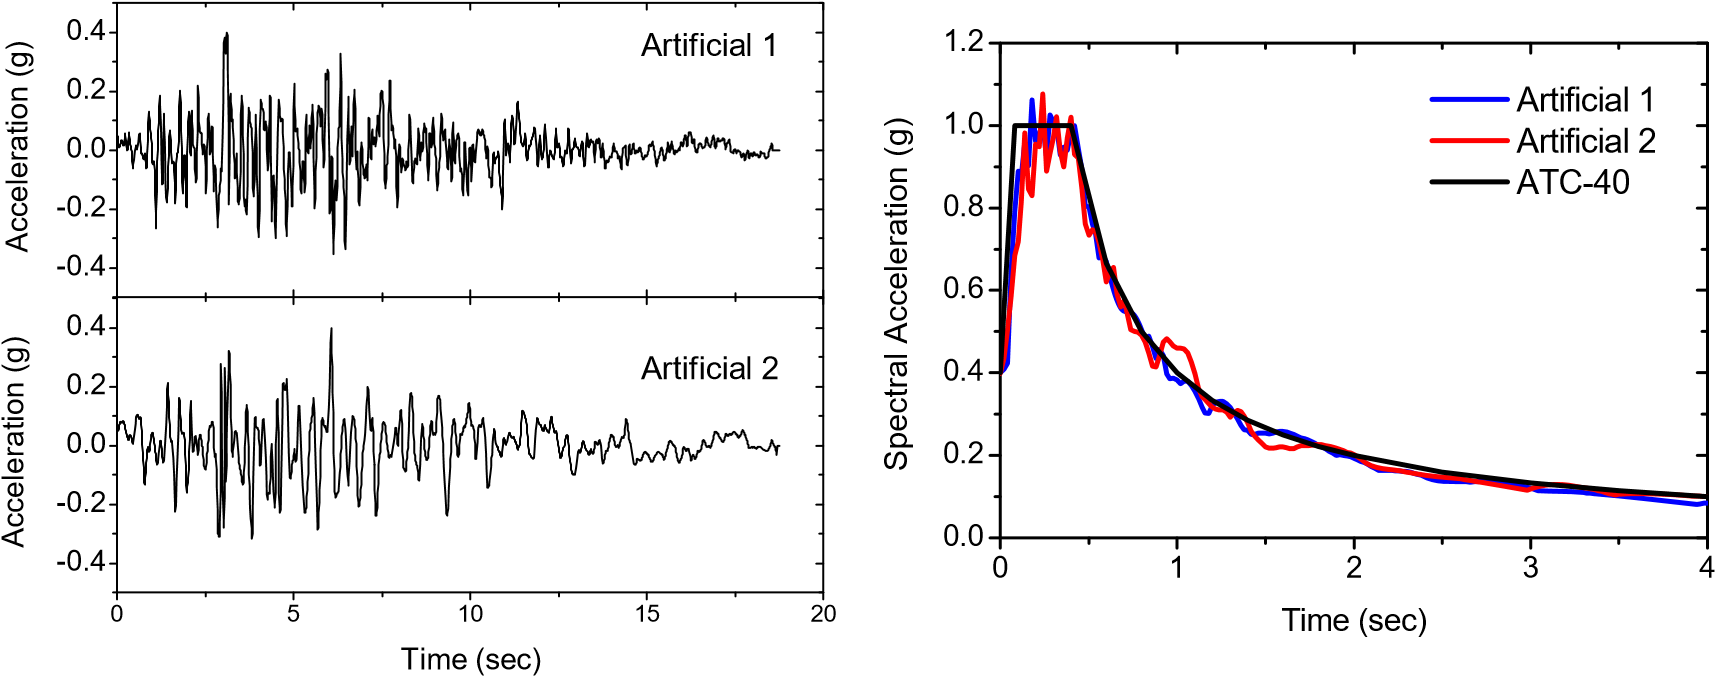 Acceleration (g)
0.4
0.2
0.0
-0.2
-0.4
Artificial 1
Acceleration (g)
0.4
0.2
0.0
-0.2
-0.4
Artificial 2
0 5 10 15 20
Time (sec)
Spectral Acceleration (g)
1.2
1.0
0.8
0.6
0.4
0.2
0.0
Artificial 1
Artificial 2
ATC-40
0 1 2 3 4
Time (sec)